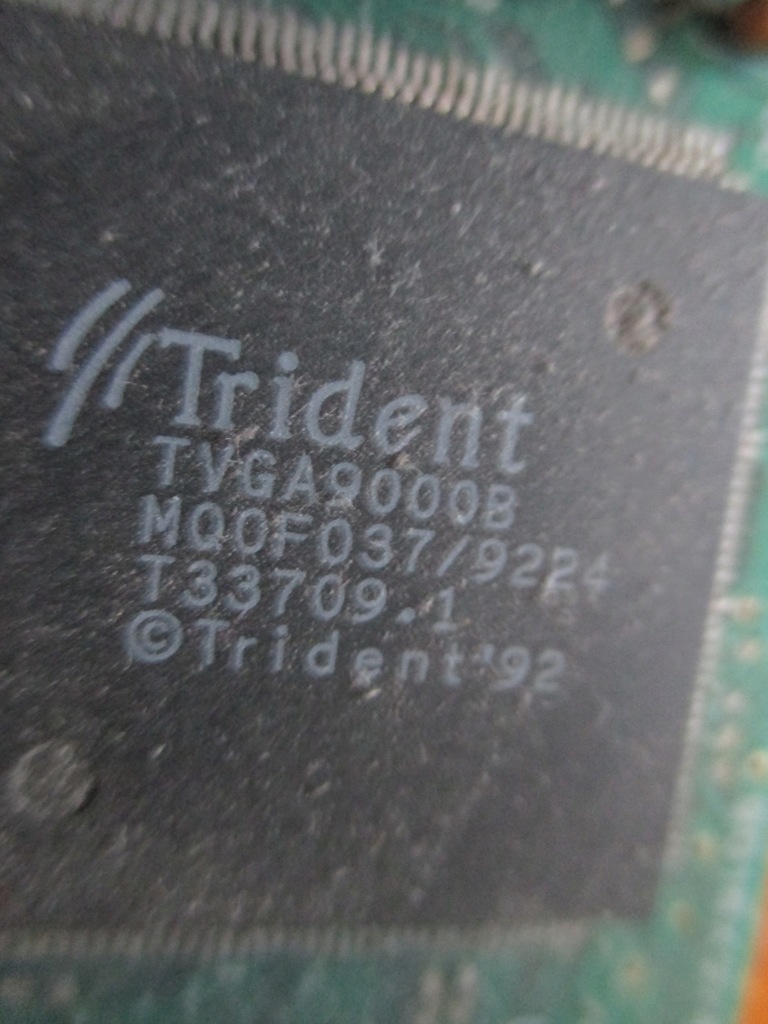 Trident
TVGA9000B
MQ0F037/9224
T33709.1
©Trident '92